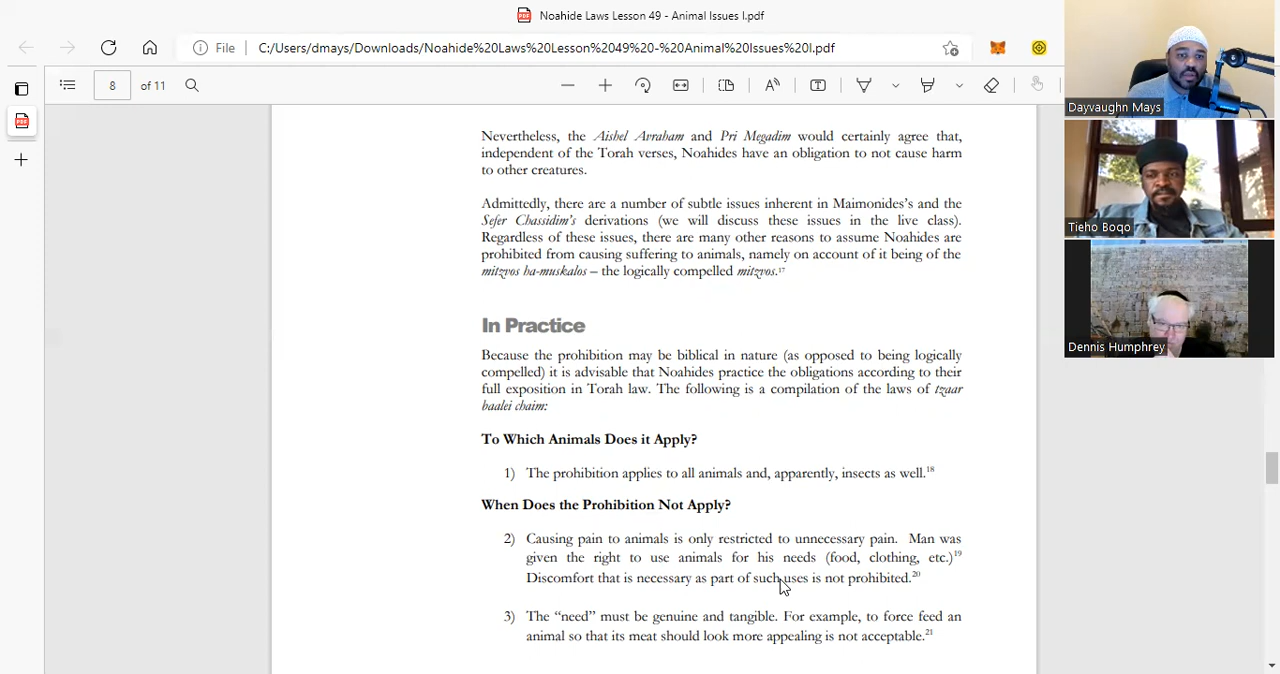 Noahide Laws Lesson 49 - Animal Issues I.pdf
File
C:/Users/dmays/Downloads/Noahide%20Laws%20Lesson%2049%20-%20Animal%20Issues%20I.pdf
8 of 11
Nevertheless, the Aishel Avraham and Pri Megadim would certainly agree that,
independent of the Torah verses, Noahides have an obligation to not cause harm
to other creatures.
Admittedly, there are a number of subtle issues inherent in Maimonides's and the
Sefer Chassidim's derivations (we will discuss these issues in the live class).
Regardless of these issues, there are many other reasons to assume Noahides are
prohibited from causing suffering to animals, namely on account of it being of the
mitzvos ha-muskalos – the logically compelled mitzvos.17
In Practice
Because the prohibition may be biblical in nature (as opposed to being logically
compelled) it is advisable that Noahides practice the obligations according to their
full exposition in Torah law. The following is a compilation of the laws of tzaar
baalei chaim:
To Which Animals Does it Apply?
1) The prohibition applies to all animals and, apparently, insects as well.18
When Does the Prohibition Not Apply?
2) Causing pain to animals is only restricted to unnecessary pain. Man was
given the right to use animals for his needs (food, clothing, etc.)19
Discomfort that is necessary as part of such uses is not prohibited.20
3) The “need” must be genuine and tangible. For example, to force feed an
animal so that its meat should look more appealing is not acceptable.21
Dayvaughn Mays
Tieho Boqo
Dennis Humphrey